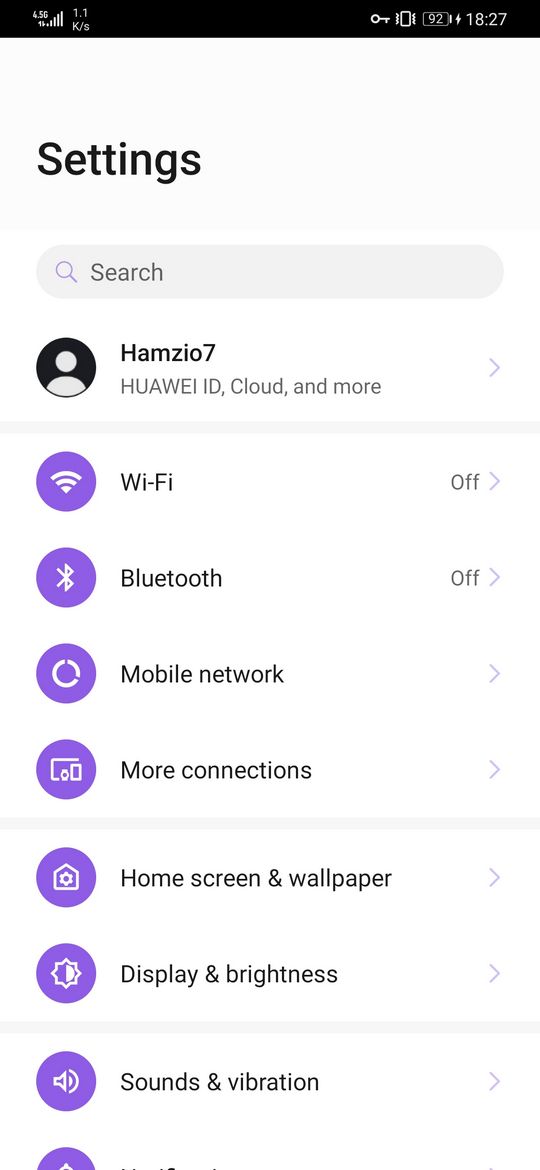 4.5G 1.1 K/s 92 18:27
Settings
Search
Hamzio7
HUAWEI ID, Cloud, and more
Wi-Fi Off
Bluetooth Off
Mobile network
More connections
Home screen & wallpaper
Display & brightness
Sounds & vibration